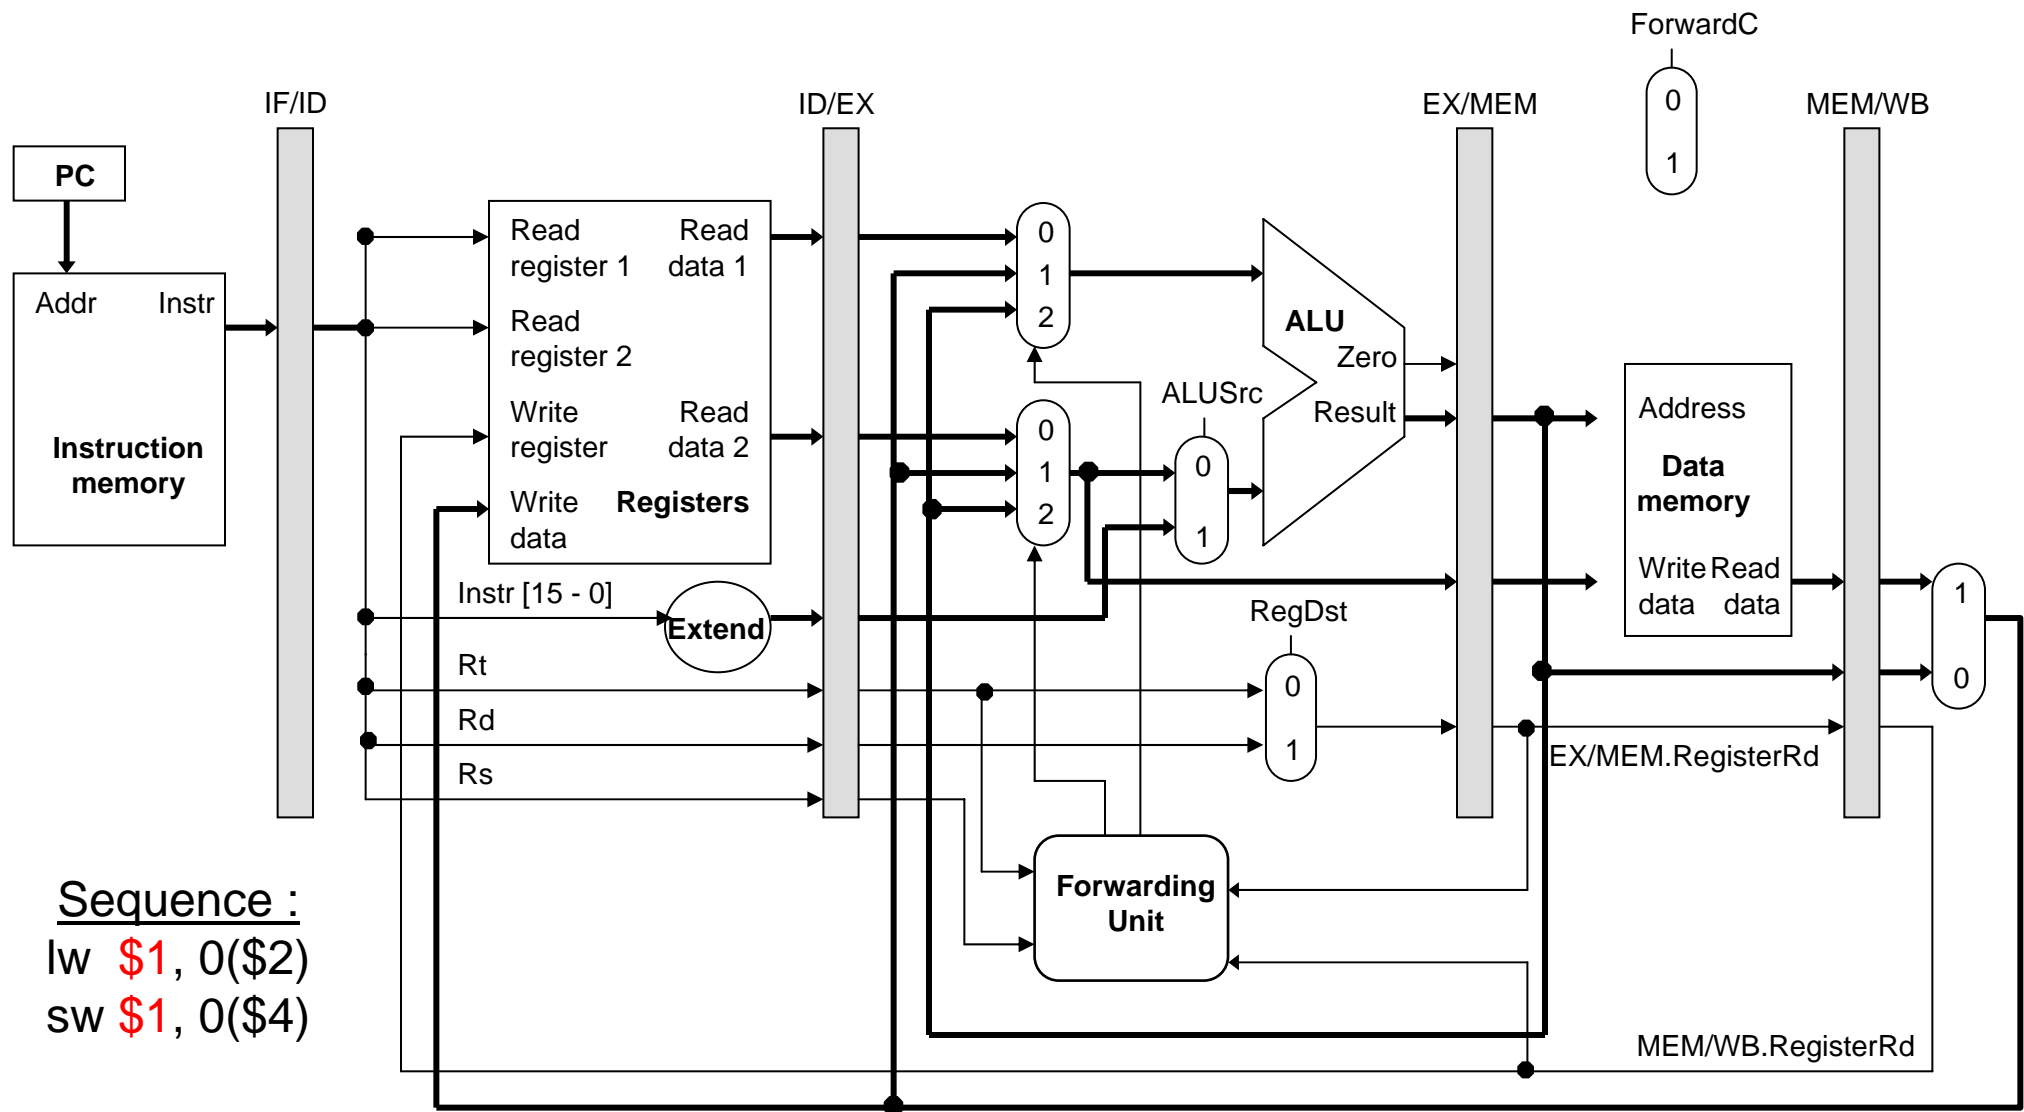 ForwardC
0
1
IF/ID
ID/EX
EX/MEM
MEM/WB
PC
Addr Instr
Instruction
memory
Read
register 1
Read
data 1
Read
register 2
Write
register
Read
data 2
Write
data
Registers
Instr [15 - 0]
Extend
Rt
Rd
Rs
0
1
2
0
1
2
ALUSrc
0
1
ALU
Zero
Result
RegDst
0
1
Address
Data
memory
Write
data
Read
data
1
0
EX/MEM.RegisterRd
Forwarding
Unit
MEM/WB.RegisterRd
Sequence :
lw $1, 0($2)
sw $1, 0($4)